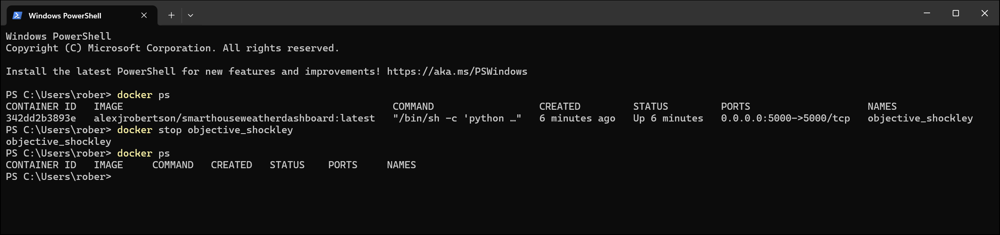 Windows PowerShell
Windows PowerShell
Copyright (C) Microsoft Corporation. All rights reserved.
Install the latest PowerShell for new features and improvements! https://aka.ms/PSWindows
PS C:\Users\rober> docker ps
CONTAINER ID   IMAGE                                              COMMAND                  CREATED         STATUS         PORTS                    NAMES
342dd2b3893e   alexjrobertson/smarthouseweatherdashboard:latest   "/bin/sh -c 'python …"   6 minutes ago   Up 6 minutes   0.0.0.0:5000->5000/tcp   objective_shockley
PS C:\Users\rober> docker stop objective_shockley
objective_shockley
PS C:\Users\rober> docker ps
CONTAINER ID   IMAGE     COMMAND   CREATED   STATUS    PORTS     NAMES
PS C:\Users\rober>